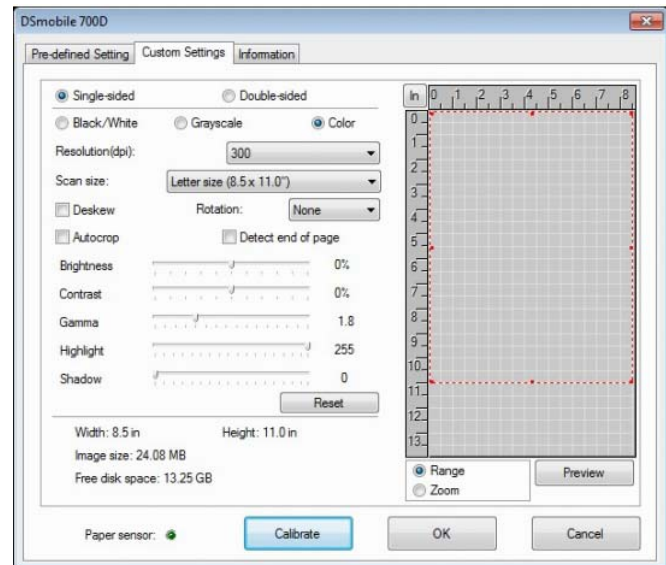 DSmobile 700D
Pre-defined Setting Custom Settings Information
Single-sided Double-sided
Black/White Grayscale Color
Resolution(dpi): 300
Scan size: Letter size (8.5 x 11.0")
Deskew Rotation: None
Autocrop Detect end of page
Brightness 0%
Contrast 0%
Gamma 1.8
Highlight 255
Shadow 0
Reset
Width: 8.5 in Height: 11.0 in
Image size: 24.08 MB
Free disk space: 13.25 GB
In 0 1 2 3 4 5 6 7 8
0
1
2
3
4
5
6
7
8
9
10
11
12
13
Range
Zoom
Preview
Paper sensor: Calibrate OK Cancel